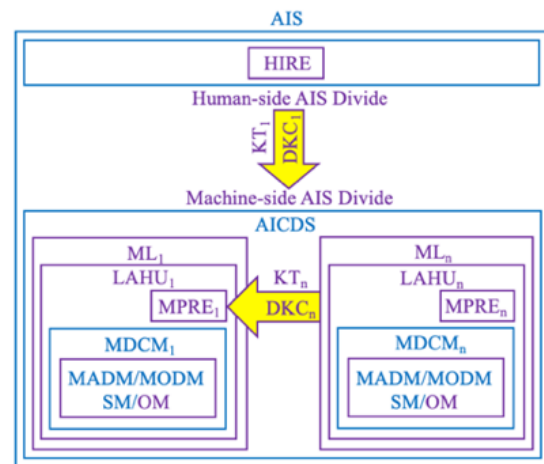 AIS
HIRE
Human-side AIS Divide
KT1
DKC1
Machine-side AIS Divide
AICDS
ML1
LAHU1
MPRE1
MDCM1
MADM/MODM
SM/OM
KTn
DKCn
MLn
LAHUn
MPREn
MDCMn
MADM/MODM
SM/OM